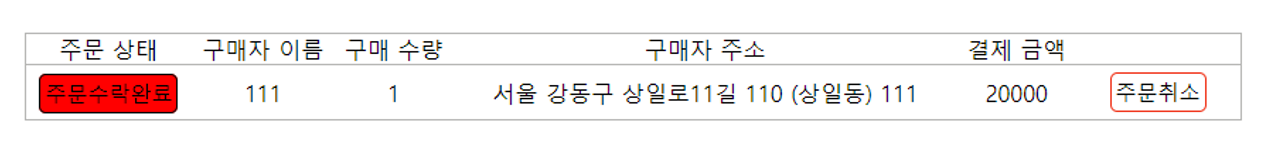 주문 상태 구매자 이름 구매 수량 구매자 주소 결제 금액
주문수락완료 111 1 서울 강동구 상일로11길 110 (상일동) 111 20000 주문취소